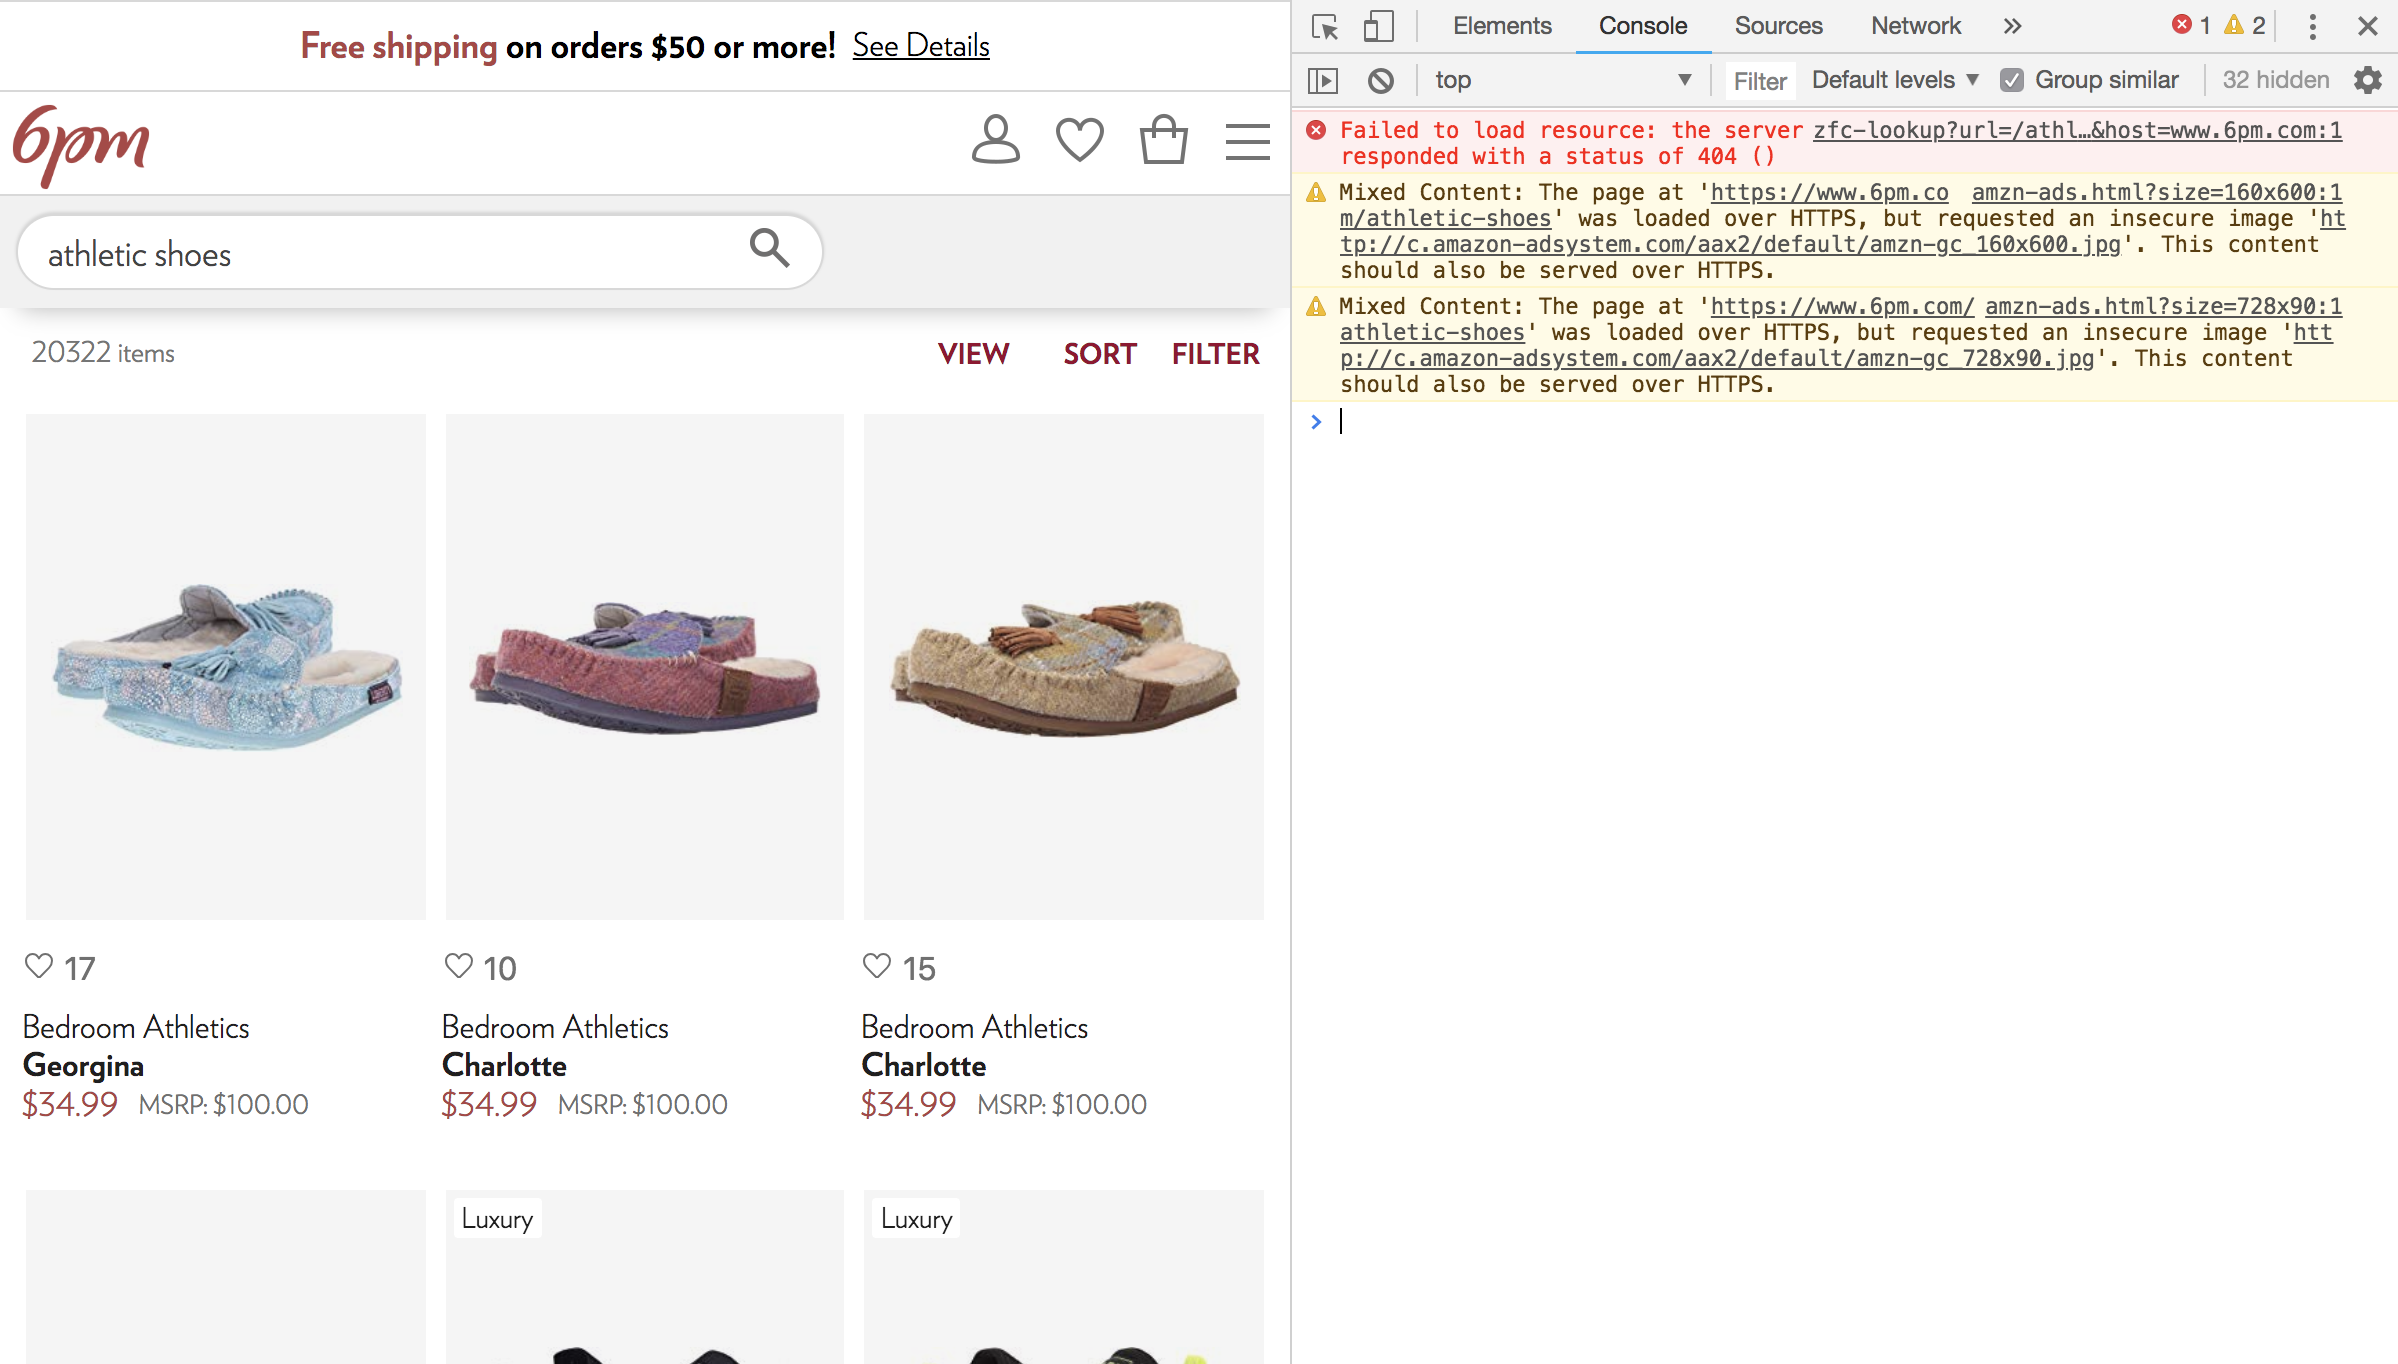 Free shipping on orders $50 or more! See Details
6pm
athletic shoes
20322 items
VIEW SORT FILTER
17
10
15
Bedroom Athletics
Georgina
$34.99 MSRP: $100.00
Bedroom Athletics
Charlotte
$34.99 MSRP: $100.00
Bedroom Athletics
Charlotte
$34.99 MSRP: $100.00
Luxury
Luxury
Elements Console Sources Network » 1 2
top Filter Default levels Group similar 32 hidden
Failed to load resource: the server zfc-lookup?url=/athl…&host=www.6pm.com:1
responded with a status of 404 ()
Mixed Content: The page at 'https://www.6pm.co amzn-ads.html?size=160x600:1
m/athletic-shoes' was loaded over HTTPS, but requested an insecure image 'ht
tp://c.amazon-adsystem.com/aax2/default/amzn-gc_160x600.jpg'. This content
should also be served over HTTPS.
Mixed Content: The page at 'https://www.6pm.com/ amzn-ads.html?size=728x90:1
athletic-shoes' was loaded over HTTPS, but requested an insecure image 'htt
p://c.amazon-adsystem.com/aax2/default/amzn-gc_728x90.jpg'. This content
should also be served over HTTPS.